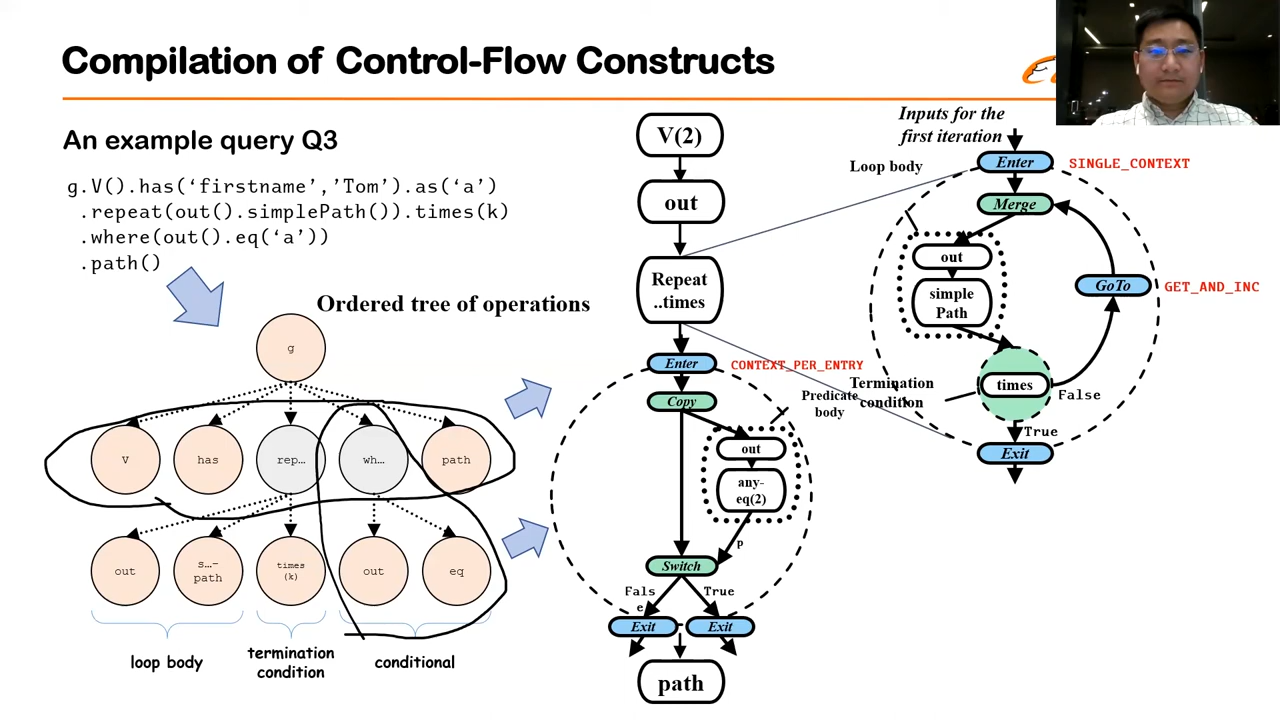 Compilation of Control-Flow Constructs
An example query Q3
g.V().has(‘firstname’,’Tom’).as(‘a’)
.repeat(out().simplePath()).times(k)
.where(out().eq(‘a’))
.path()
Ordered tree of operations
g
V
has
rep…
wh…
path
out
s…-
path
times
(k)
out
eq
loop body
termination
condition
conditional
V(2)
out
Repeat
..times
Enter
CONTEXT_PER_ENTRY
Copy
Predicate
body
out
any-
eq(2)
p
Switch
Fals
e
True
Exit
Exit
path
Inputs for the
first iteration
Loop body
Enter
SINGLE_CONTEXT
Merge
out
simple
Path
GoTo
GET_AND_INC
Termination
condition
times
False
True
Exit